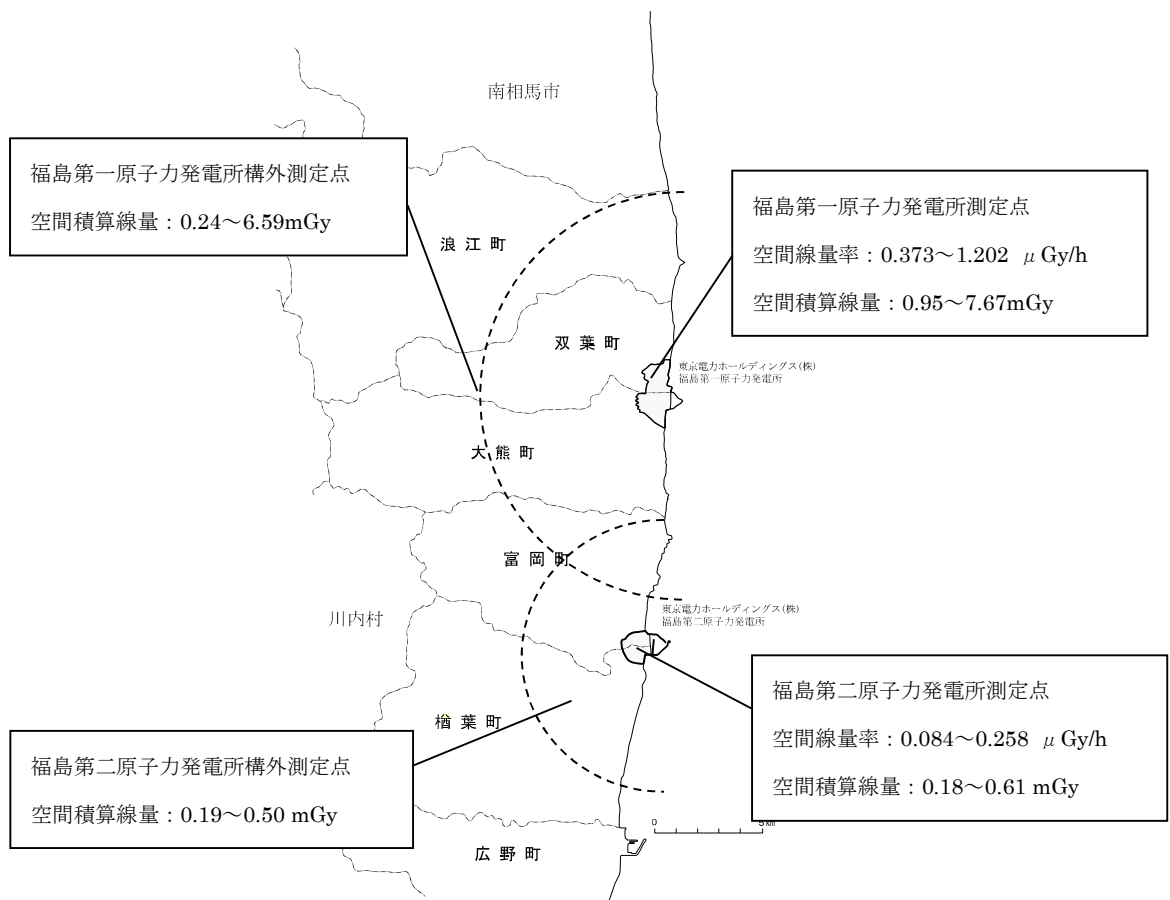 南相馬市
福島第一原子力発電所構外測定点
空間積算線量：0.24～6.59mGy
福島第一原子力発電所測定点
空間線量率：0.373～1.202 μGy/h
空間積算線量：0.95～7.67mGy
浪江町
双葉町
東京電力ホールディングス(株)
福島第一原子力発電所
大熊町
富岡町
東京電力ホールディングス(株)
福島第二原子力発電所
川内村
福島第二原子力発電所測定点
空間線量率：0.084～0.258 μGy/h
空間積算線量：0.18～0.61 mGy
楢葉町
福島第二原子力発電所構外測定点
空間積算線量：0.19～0.50 mGy
0 5km
広野町